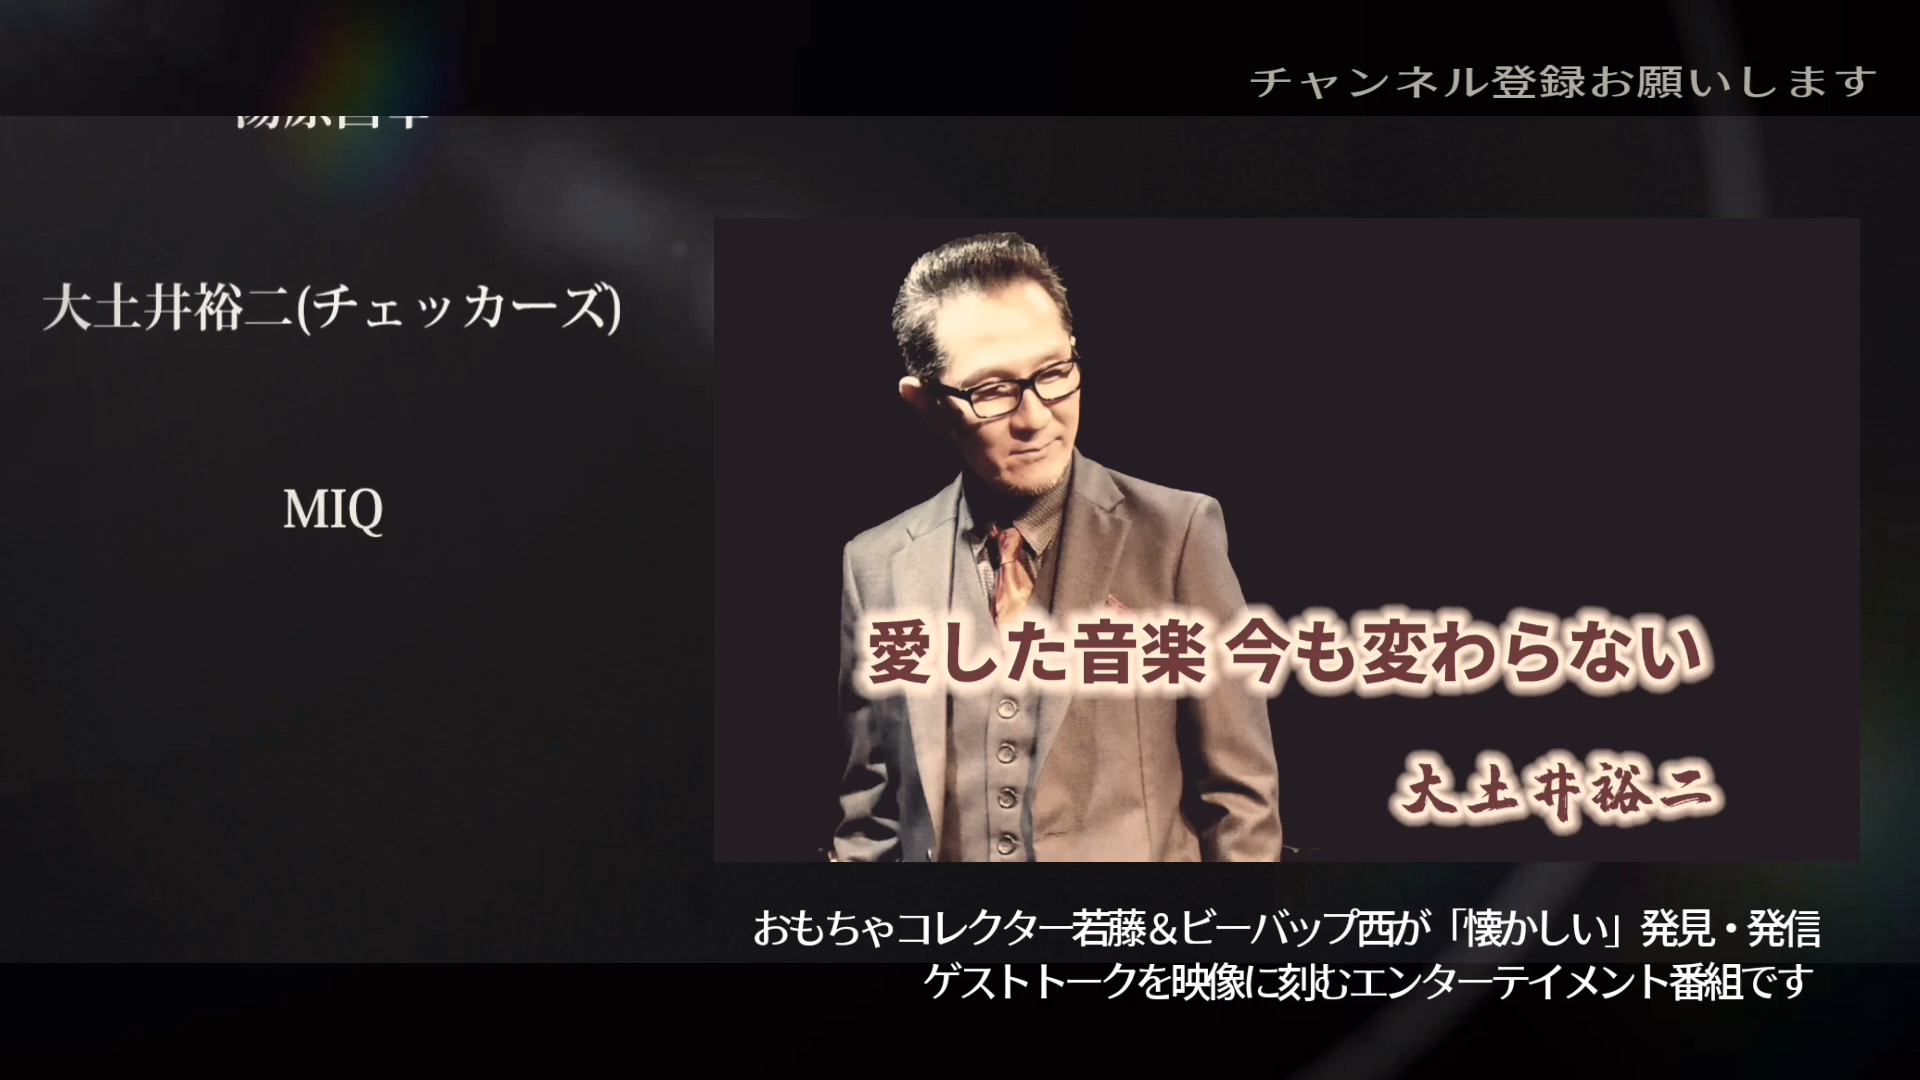 チャンネル登録お願いします
大土井裕二(チェッカーズ)
MIQ
愛した音楽 今も変わらない
大土井裕二
おもちゃコレクター若藤＆ビーバップ西が「懐かしい」発見・発信
ゲストトークを映像に刻むエンターテイメント番組です